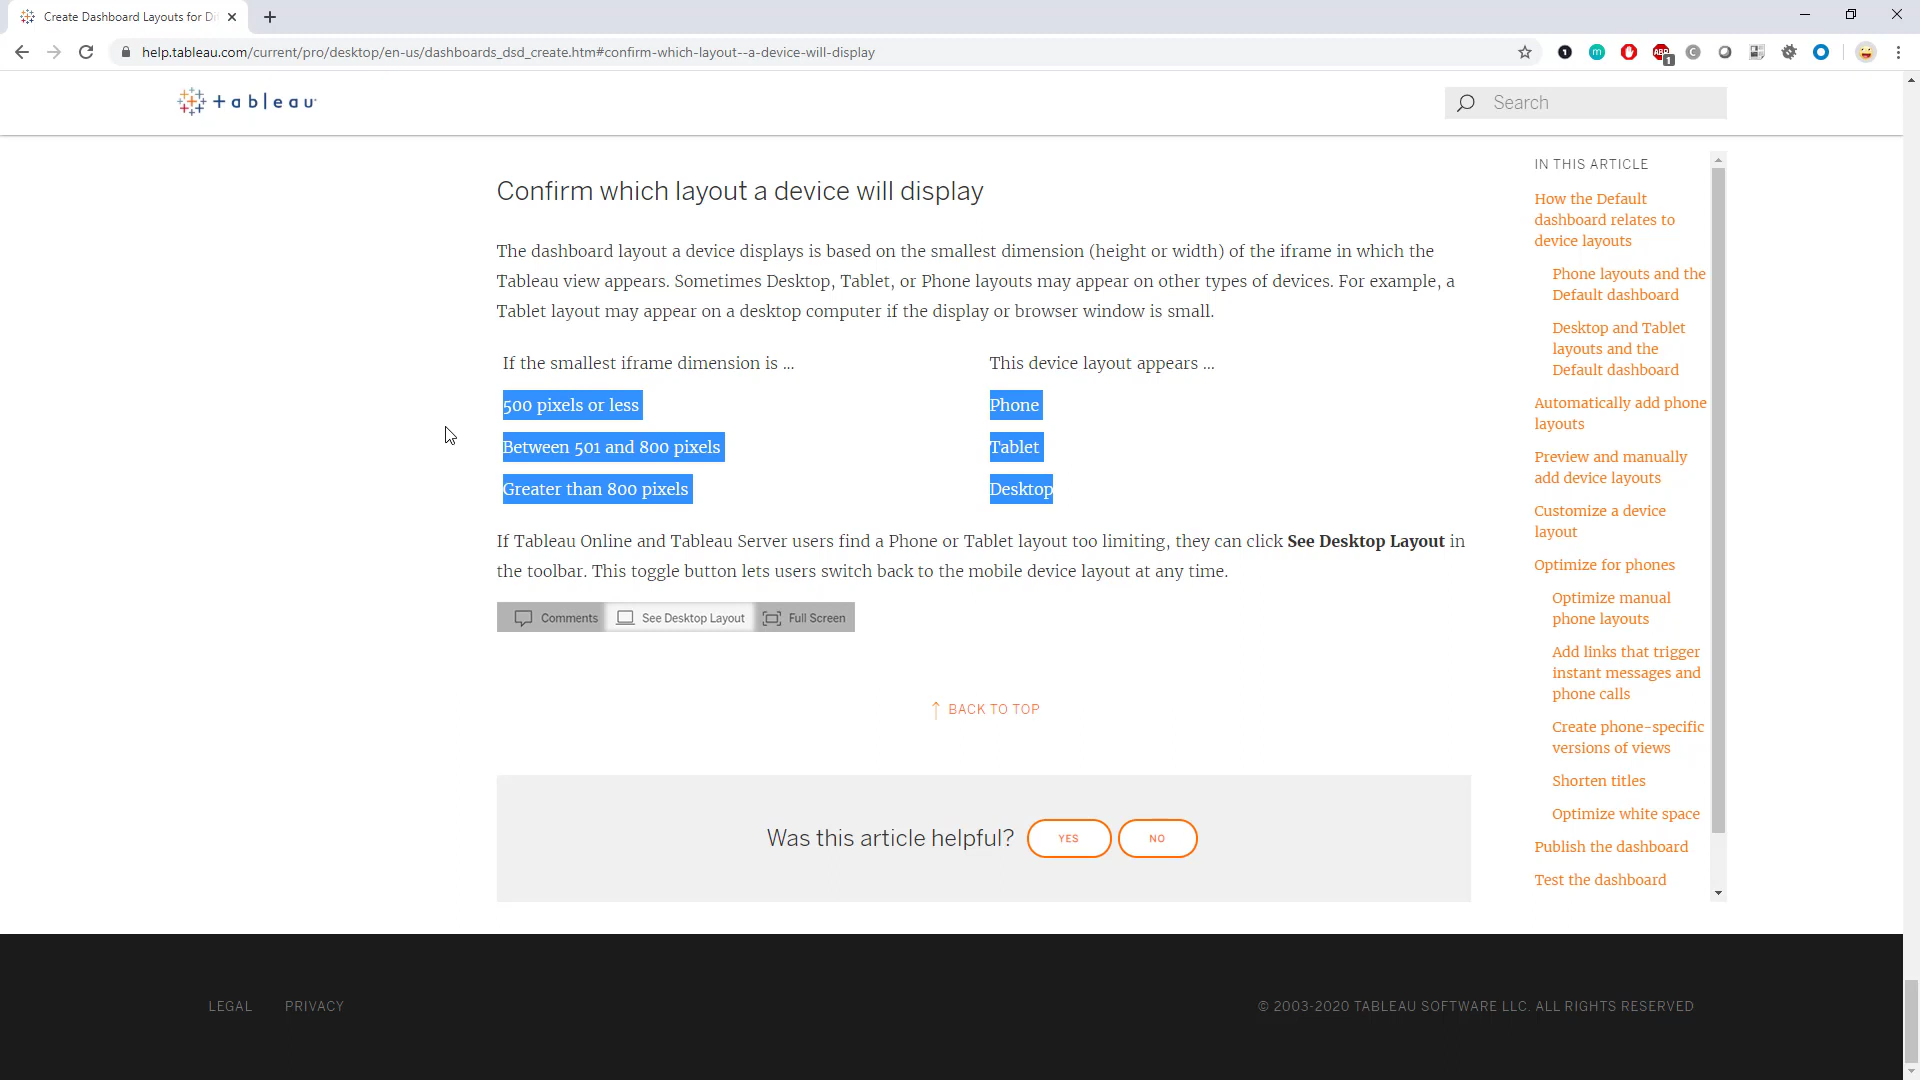 Create Dashboard Layouts for Di
help.tableau.com/current/pro/desktop/en-us/dashboards_dsd_create.htm#confirm-which-layout--a-device-will-display
1
m
ABP
1
C
tableau
Search
Confirm which layout a device will display
The dashboard layout a device displays is based on the smallest dimension (height or width) of the iframe in which the
Tableau view appears. Sometimes Desktop, Tablet, or Phone layouts may appear on other types of devices. For example, a
Tablet layout may appear on a desktop computer if the display or browser window is small.
If the smallest iframe dimension is ... This device layout appears ...
500 pixels or less Phone
Between 501 and 800 pixels Tablet
Greater than 800 pixels Desktop
If Tableau Online and Tableau Server users find a Phone or Tablet layout too limiting, they can click See Desktop Layout in
the toolbar. This toggle button lets users switch back to the mobile device layout at any time.
Comments See Desktop Layout Full Screen
↑ BACK TO TOP
Was this article helpful? YES NO
IN THIS ARTICLE
How the Default
dashboard relates to
device layouts
Phone layouts and the
Default dashboard
Desktop and Tablet
layouts and the
Default dashboard
Automatically add phone
layouts
Preview and manually
add device layouts
Customize a device
layout
Optimize for phones
Optimize manual
phone layouts
Add links that trigger
instant messages and
phone calls
Create phone-specific
versions of views
Shorten titles
Optimize white space
Publish the dashboard
Test the dashboard
LEGAL PRIVACY © 2003-2020 TABLEAU SOFTWARE LLC. ALL RIGHTS RESERVED